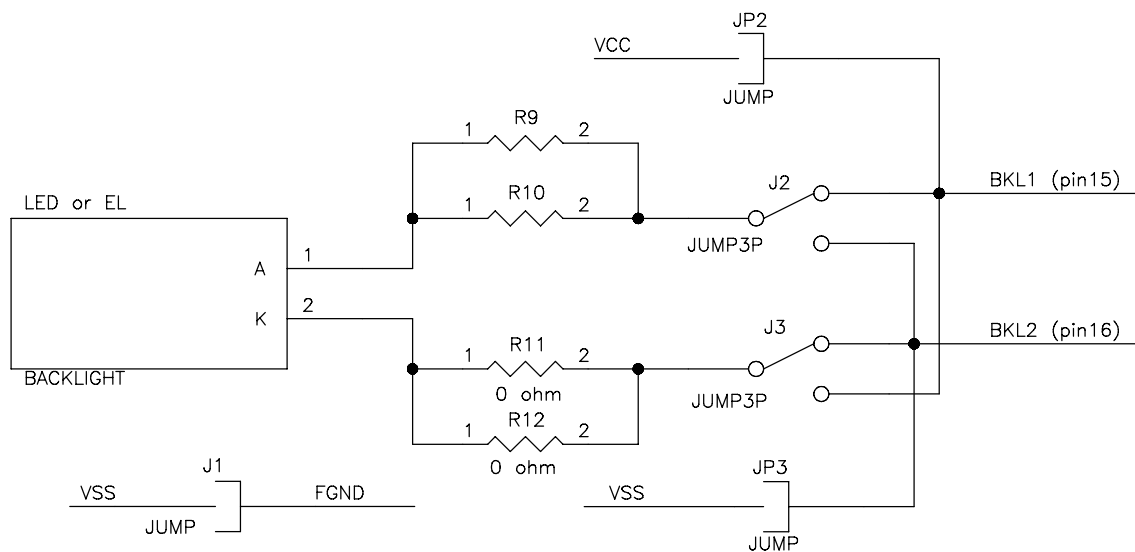 JP2
VCC
JUMP
R9
1 2
R10
1 2
J2
JUMP3P
BKL1 (pin15)
LED or EL
A 1
K 2
BACKLIGHT
J3
JUMP3P
BKL2 (pin16)
R11
1 2
0 ohm
R12
1 2
0 ohm
J1
VSS FGND
JUMP
JP3
VSS
JUMP